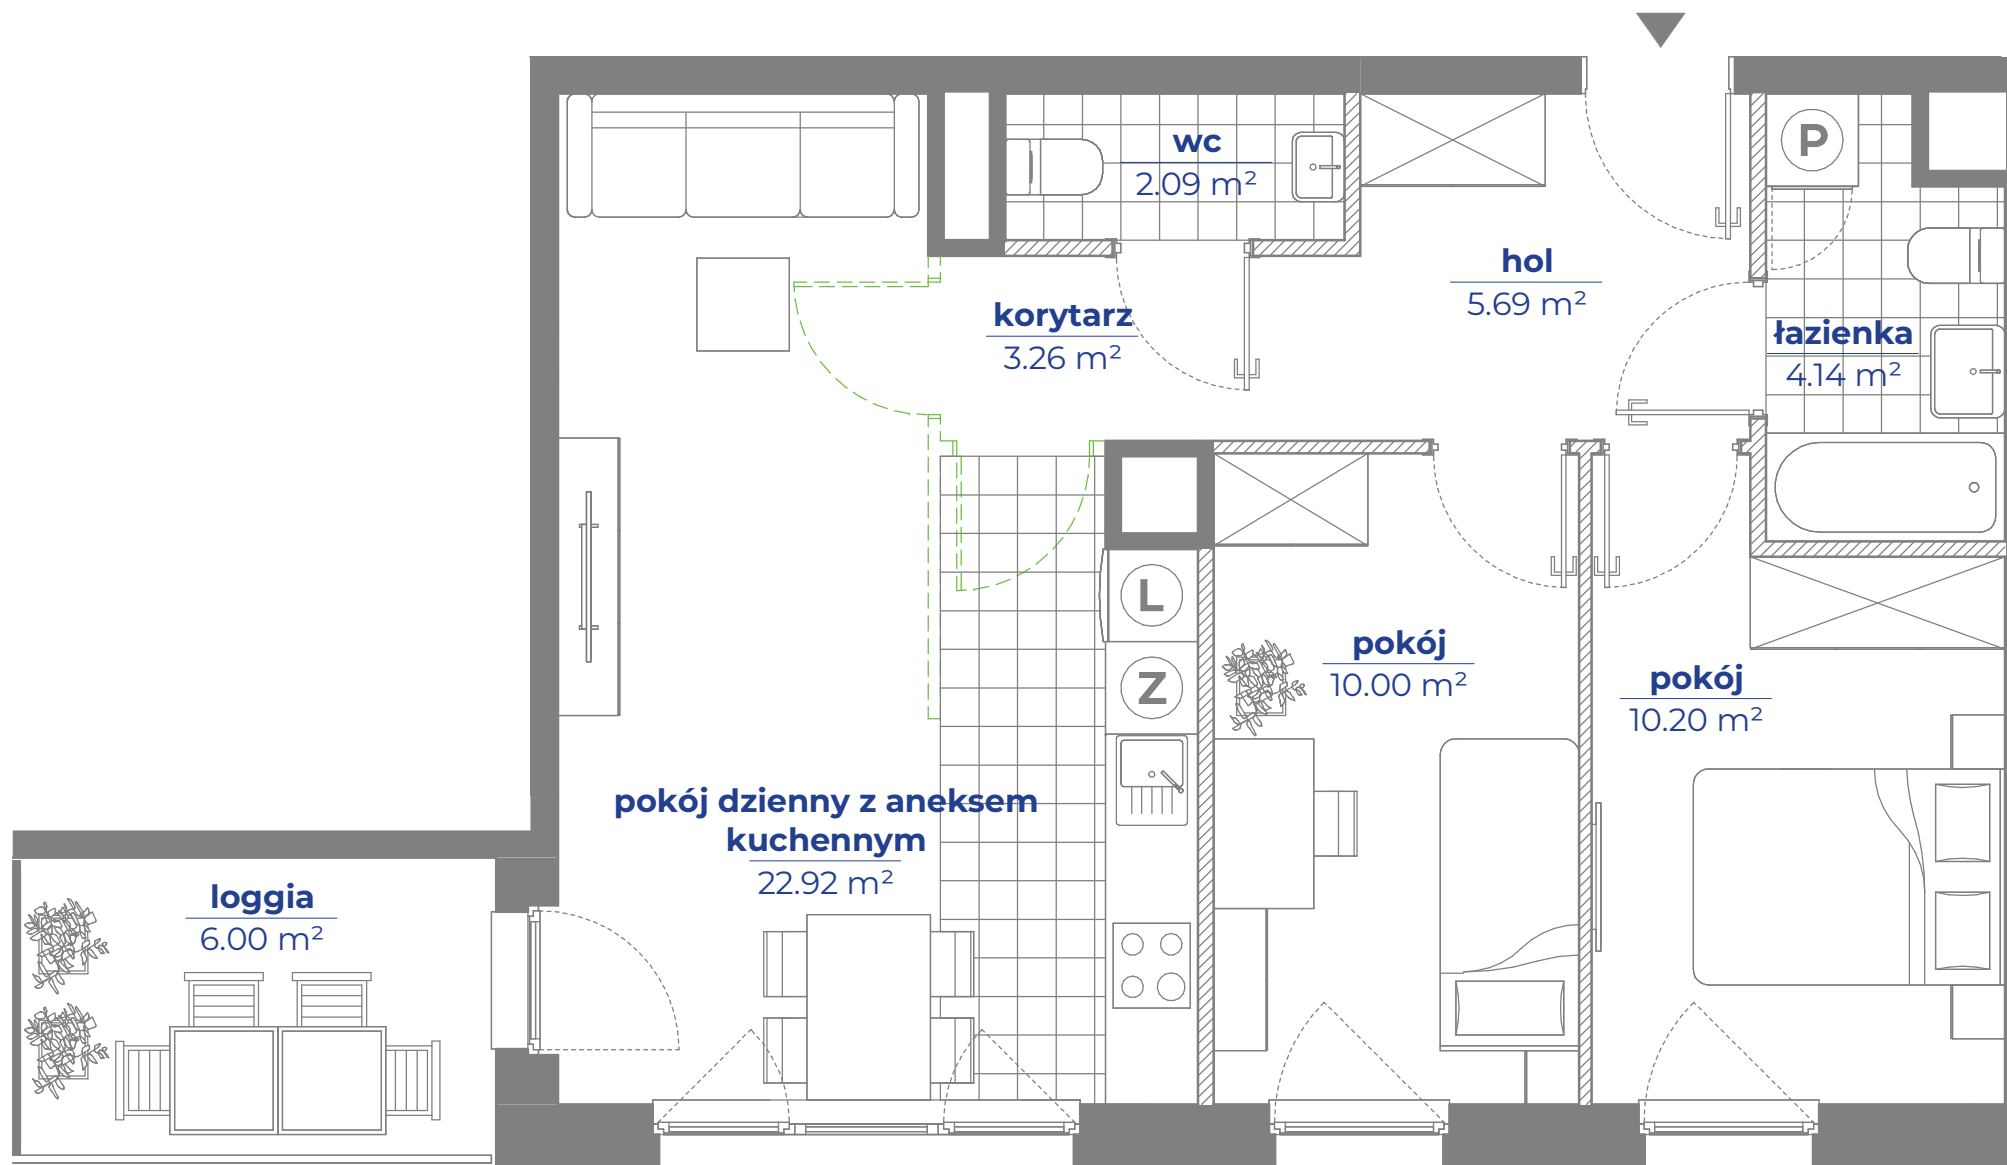 wc
2.09 m²
P
hol
5.69 m²
korytarz
3.26 m²
łazienka
4.14 m²
L
Z
pokój
10.00 m²
pokój
10.20 m²
pokój dzienny z aneksem
kuchennym
22.92 m²
loggia
6.00 m²